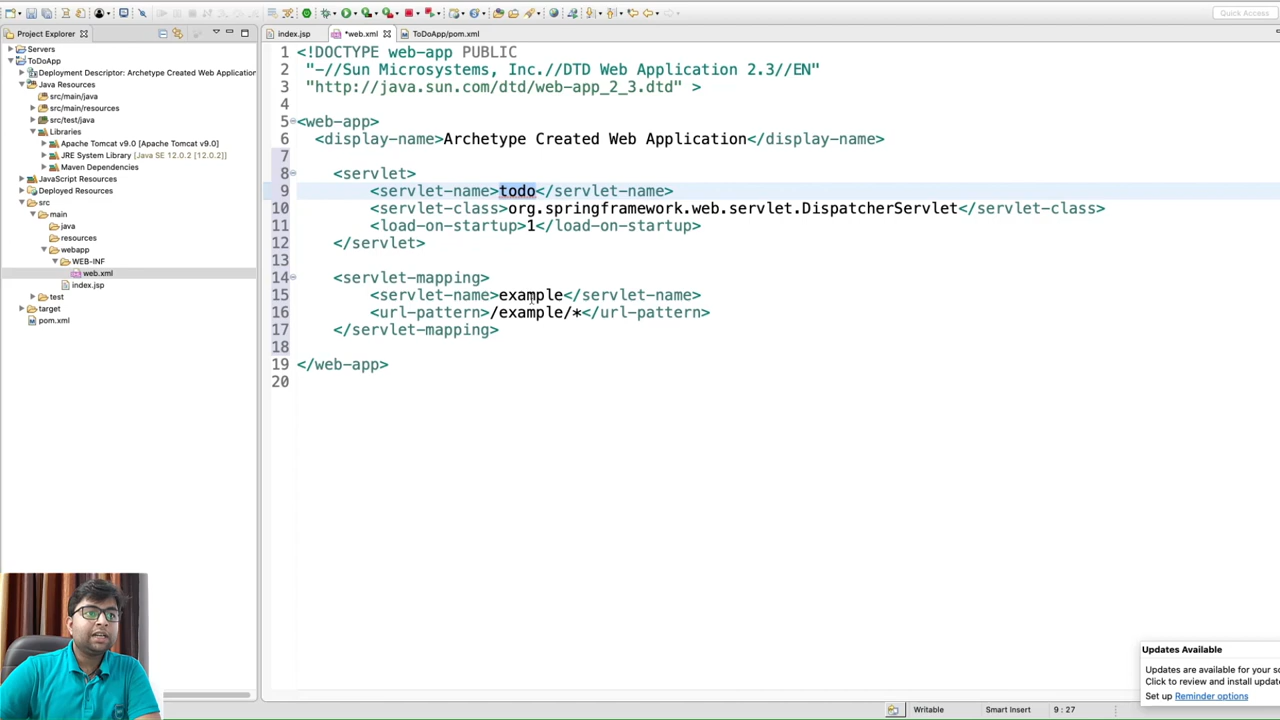 Quick Access
Project Explorer
index.jsp
*web.xml
ToDoApp/pom.xml
Servers
ToDoApp
Deployment Descriptor: Archetype Created Web Application
Java Resources
src/main/java
src/main/resources
src/test/java
Libraries
Apache Tomcat v9.0 [Apache Tomcat v9.0]
JRE System Library [Java SE 12.0.2 [12.0.2]]
Maven Dependencies
JavaScript Resources
Deployed Resources
src
main
java
resources
webapp
WEB-INF
web.xml
index.jsp
test
target
pom.xml
1 <!DOCTYPE web-app PUBLIC
2 "-//Sun Microsystems, Inc.//DTD Web Application 2.3//EN"
3 "http://java.sun.com/dtd/web-app_2_3.dtd" >
4
5 <web-app>
6 <display-name>Archetype Created Web Application</display-name>
7
8 <servlet>
9 <servlet-name>todo</servlet-name>
10 <servlet-class>org.springframework.web.servlet.DispatcherServlet</servlet-class>
11 <load-on-startup>1</load-on-startup>
12 </servlet>
13
14 <servlet-mapping>
15 <servlet-name>example</servlet-name>
16 <url-pattern>/example/*</url-pattern>
17 </servlet-mapping>
18
19 </web-app>
20
Updates Available
Updates are available for your so
Click to review and install update
Set up Reminder options
Writable
Smart Insert
9 : 27